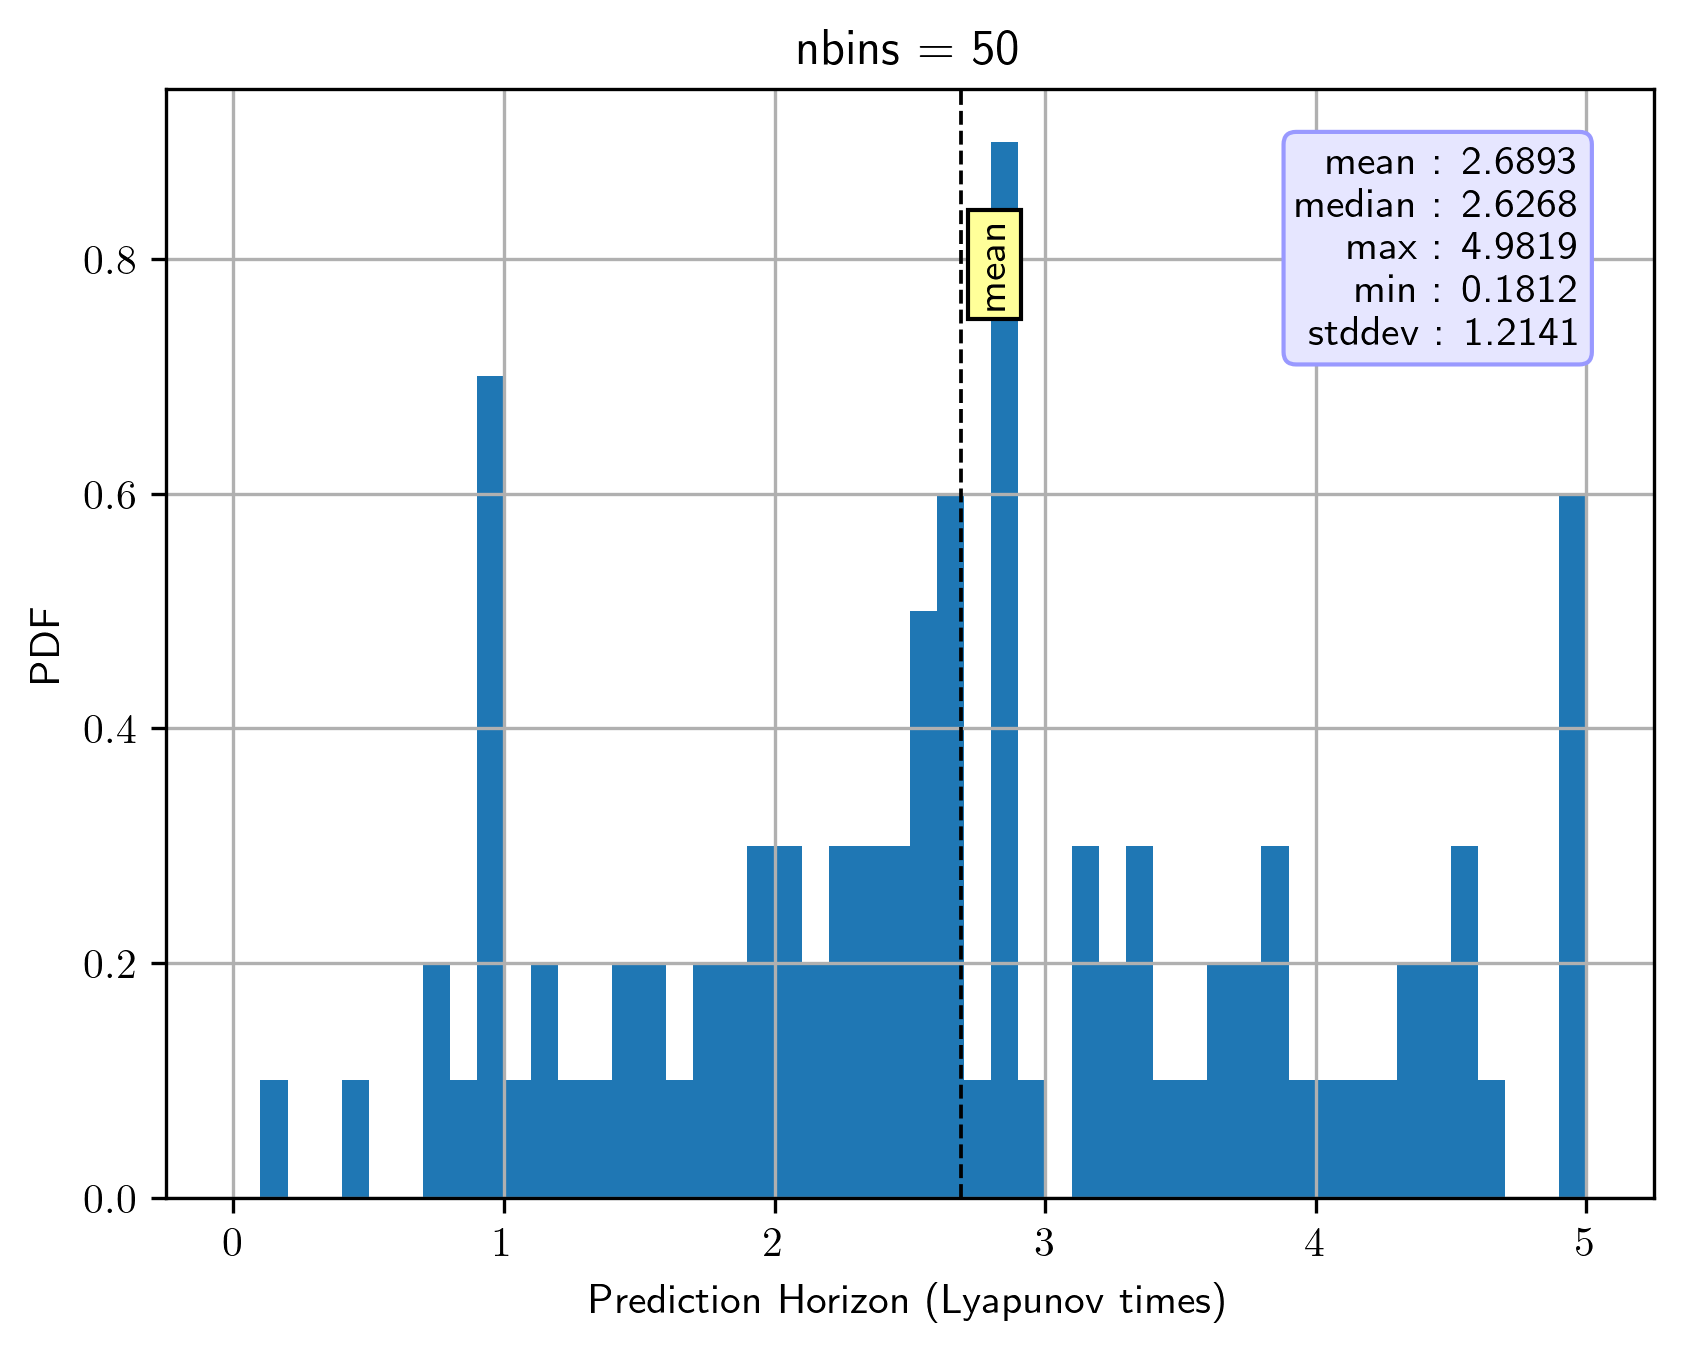 nbins = 50
mean : 2.6893
median : 2.6268
max : 4.9819
min : 0.1812
stddev : 1.2141
mean
PDF
0.8
0.6
0.4
0.2
0.0
0 1 2 3 4 5
Prediction Horizon (Lyapunov times)